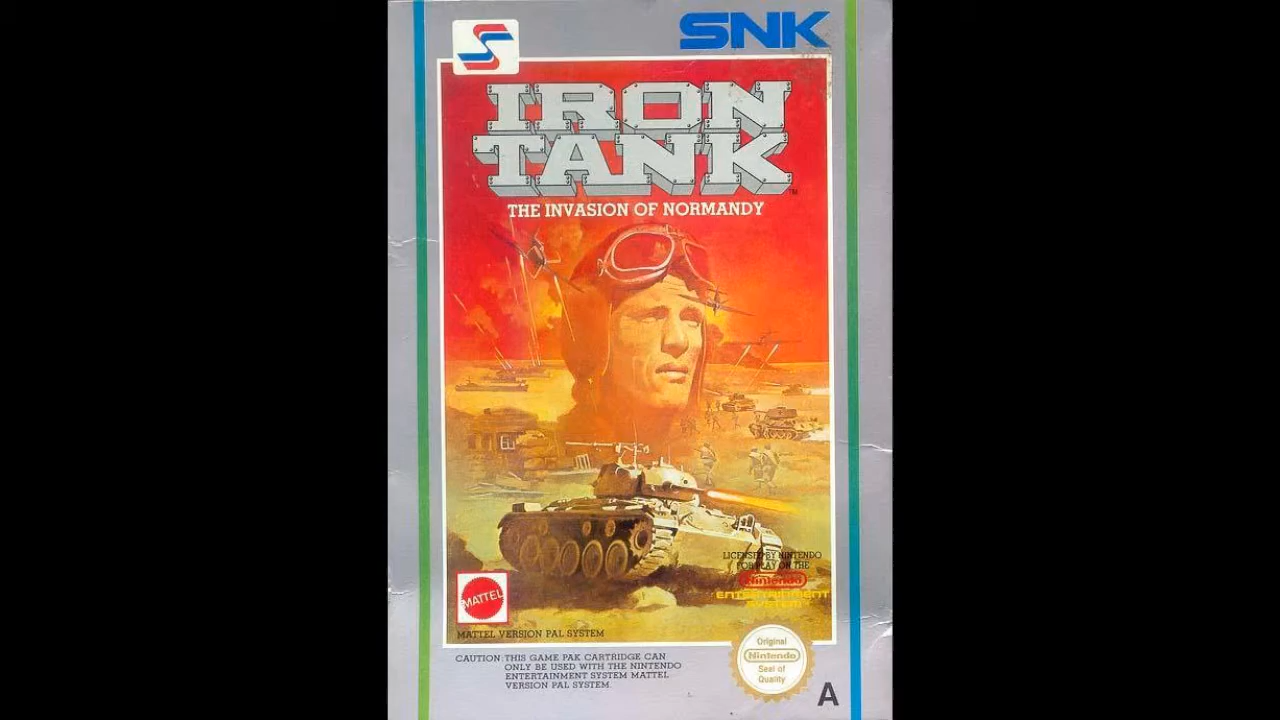 SNK
IRON
TANK
TM
THE INVASION OF NORMANDY
LICENSED BY NINTENDO
FOR PLAY ON THE
Nintendo
ENTERTAINMENT
SYSTEM™
MATTEL
MATTEL VERSION PAL SYSTEM
CAUTION: THIS GAME PAK CARTRIDGE CAN
ONLY BE USED WITH THE NINTENDO
ENTERTAINMENT SYSTEM MATTEL
VERSION PAL SYSTEM.
Original
Nintendo
Seal of
Quality
A